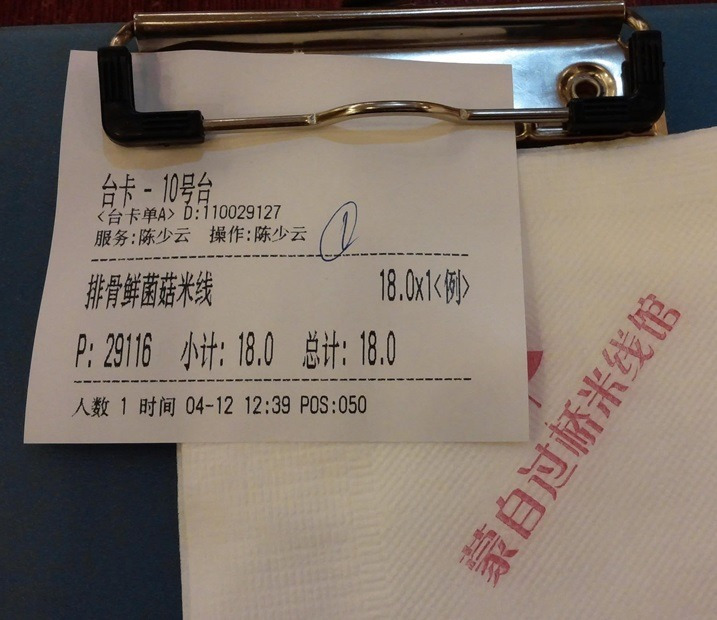 台卡 - 10号台
<台卡单A> D:110029127
服务:陈少云 操作:陈少云
1
排骨鲜菌菇米线 18.0x1<例>
P: 29116 小计: 18.0 总计: 18.0
人数 1 时间 04-12 12:39 POS:050
蒙自过桥米线馆